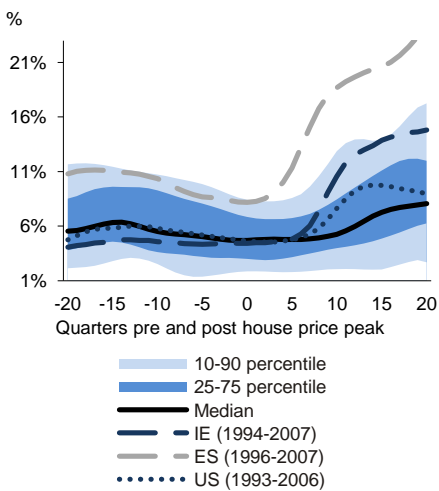 %
21%
16%
11%
6%
1%
-20 -15 -10 -5 0 5 10 15 20
Quarters pre and post house price peak
10-90 percentile
25-75 percentile
Median
IE (1994-2007)
ES (1996-2007)
US (1993-2006)